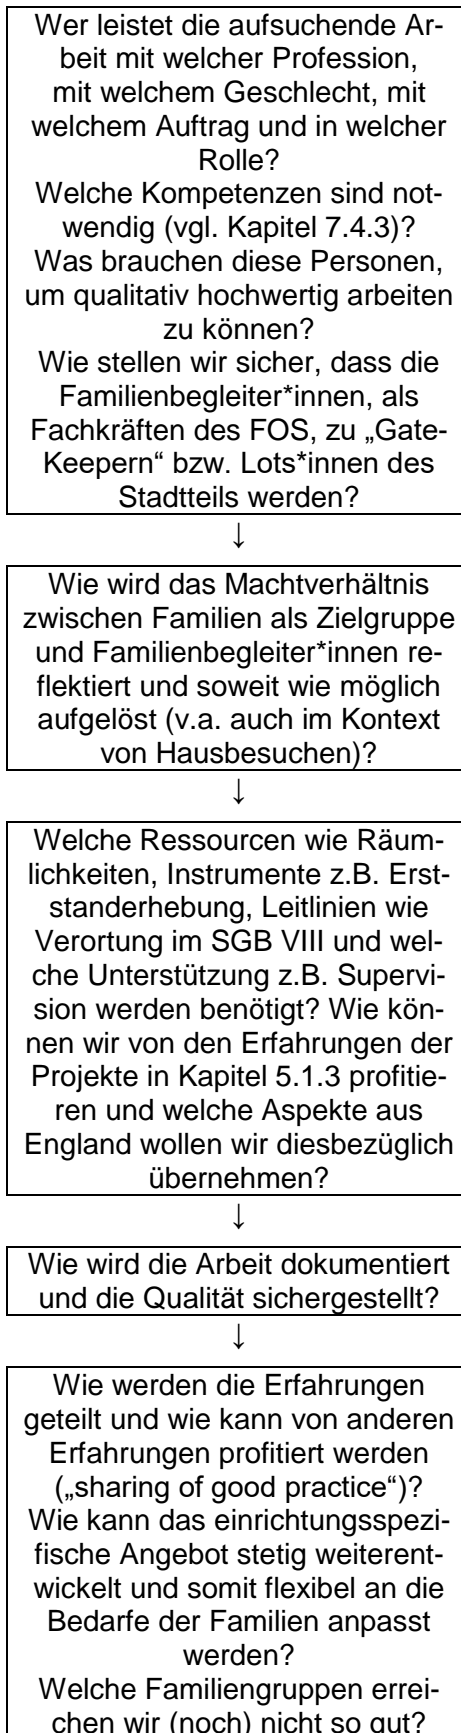 Wer leistet die aufsuchende Ar-
beit mit welcher Profession,
mit welchem Geschlecht, mit
welchem Auftrag und in welcher
Rolle?
Welche Kompetenzen sind not-
wendig (vgl. Kapitel 7.4.3)?
Was brauchen diese Personen,
um qualitativ hochwertig arbeiten
zu können?
Wie stellen wir sicher, dass die
Familienbegleiter*innen, als
Fachkräften des FOS, zu „Gate-
Keepern“ bzw. Lots*innen des
Stadtteils werden?
↓
Wie wird das Machtverhältnis
zwischen Familien als Zielgruppe
und Familienbegleiter*innen re-
flektiert und soweit wie möglich
aufgelöst (v.a. auch im Kontext
von Hausbesuchen)?
↓
Welche Ressourcen wie Räum-
lichkeiten, Instrumente z.B. Erst-
standerhebung, Leitlinien wie
Verortung im SGB VIII und wel-
che Unterstützung z.B. Supervi-
sion werden benötigt? Wie kön-
nen wir von den Erfahrungen der
Projekte in Kapitel 5.1.3 profitie-
ren und welche Aspekte aus
England wollen wir diesbezüglich
übernehmen?
↓
Wie wird die Arbeit dokumentiert
und die Qualität sichergestellt?
↓
Wie werden die Erfahrungen
geteilt und wie kann von anderen
Erfahrungen profitiert werden
(„sharing of good practice“)?
Wie kann das einrichtungsspezi-
fische Angebot stetig weiterent-
wickelt und somit flexibel an die
Bedarfe der Familien anpasst
werden?
Welche Familiengruppen errei-
chen wir (noch) nicht so gut?